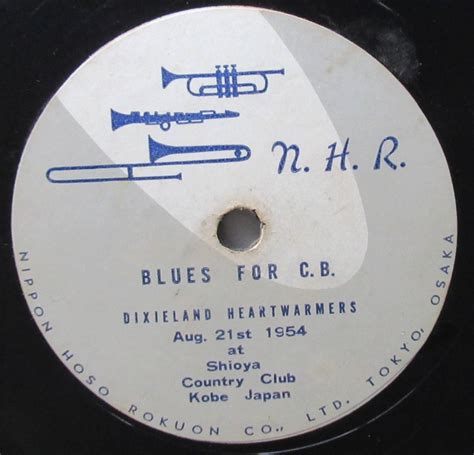 N. H. R.
BLUES FOR C.B.
DIXIELAND HEARTWARMERS
Aug. 21st 1954
at
Shioya
Country Club
Kobe Japan
NIPPON HOSO ROKUON CO., LTD. TOKYO, OSAKA